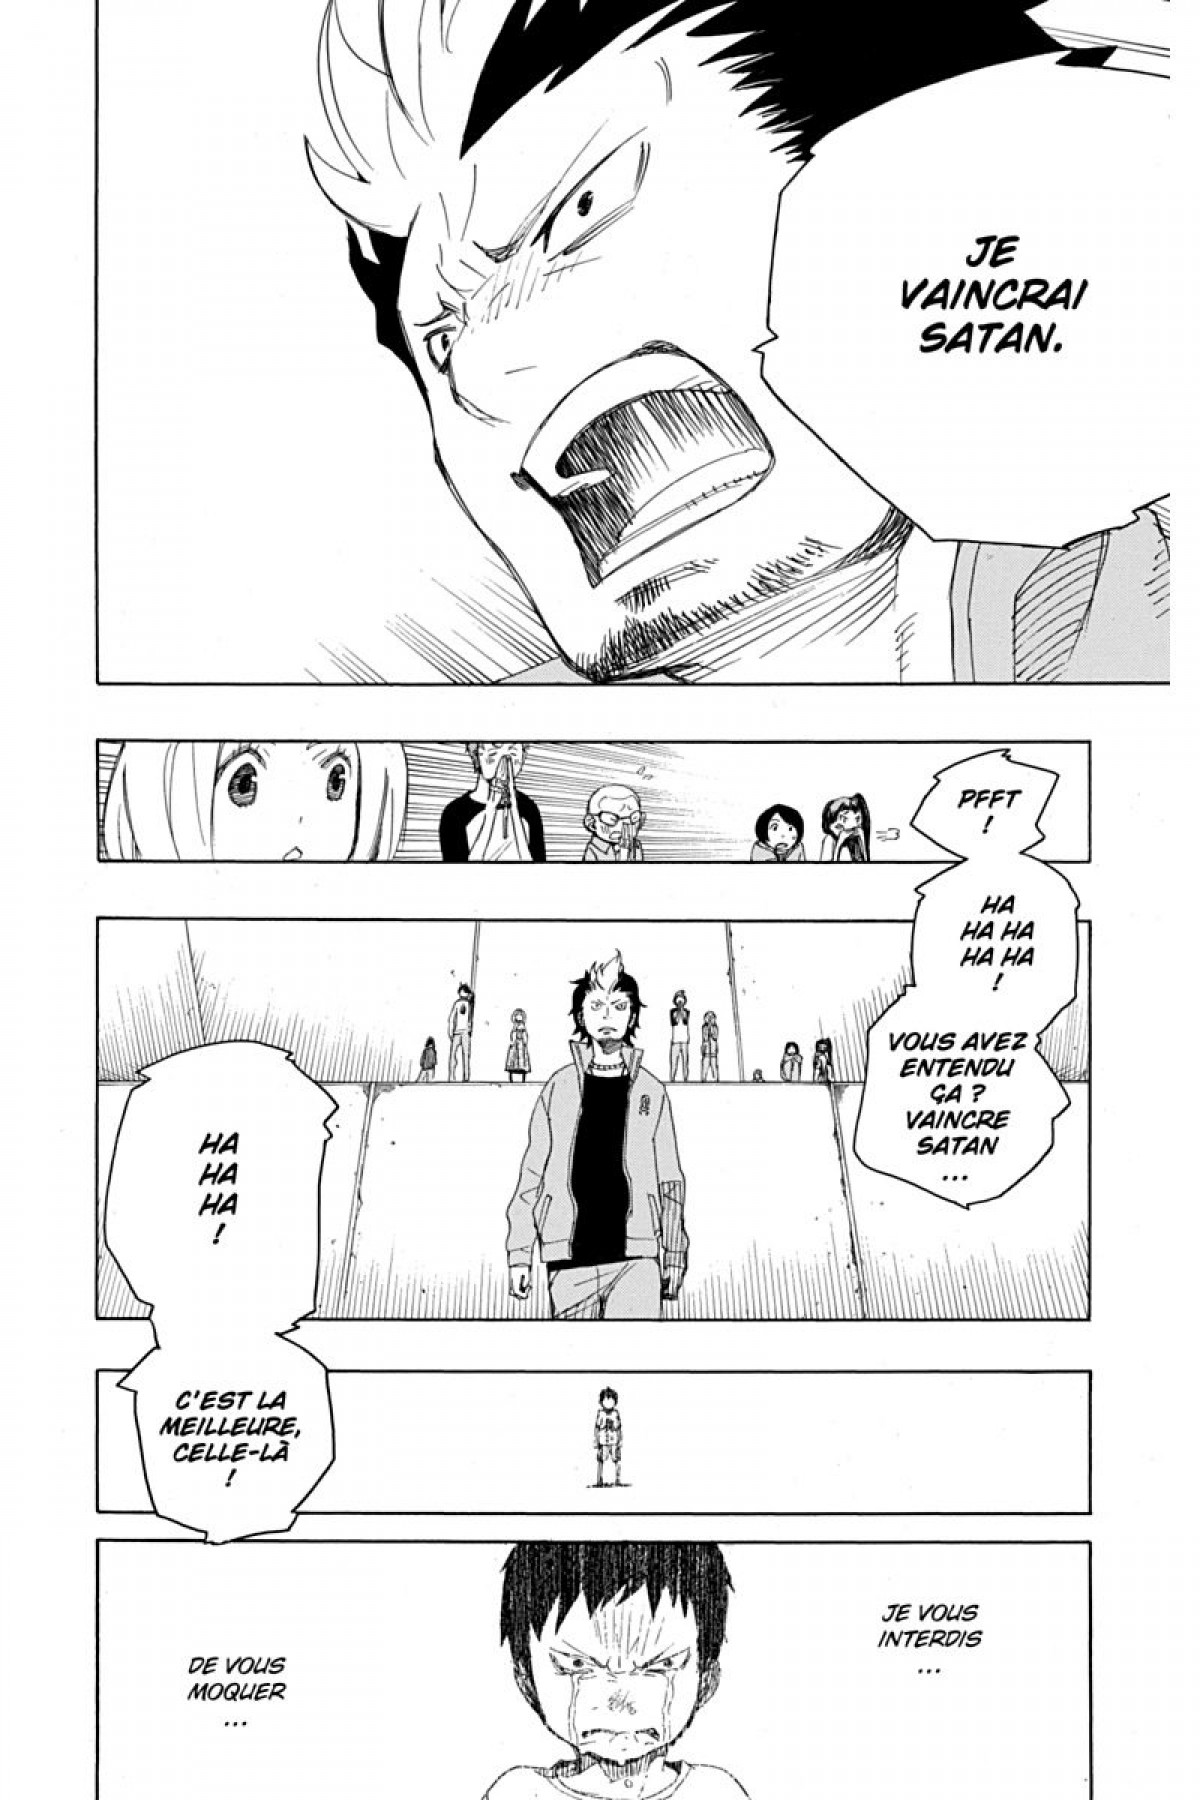 JE
VAINCRAI
SATAN.
PFFT
!
HA
HA HA
HA HA
!
VOUS AVEZ
ENTENDU
ÇA ?
VAINCRE
SATAN
...
HA
HA
HA
!
C'EST LA
MEILLEURE,
CELLE-LÀ
!
JE VOUS
INTERDIS
...
DE VOUS
MOQUER
...